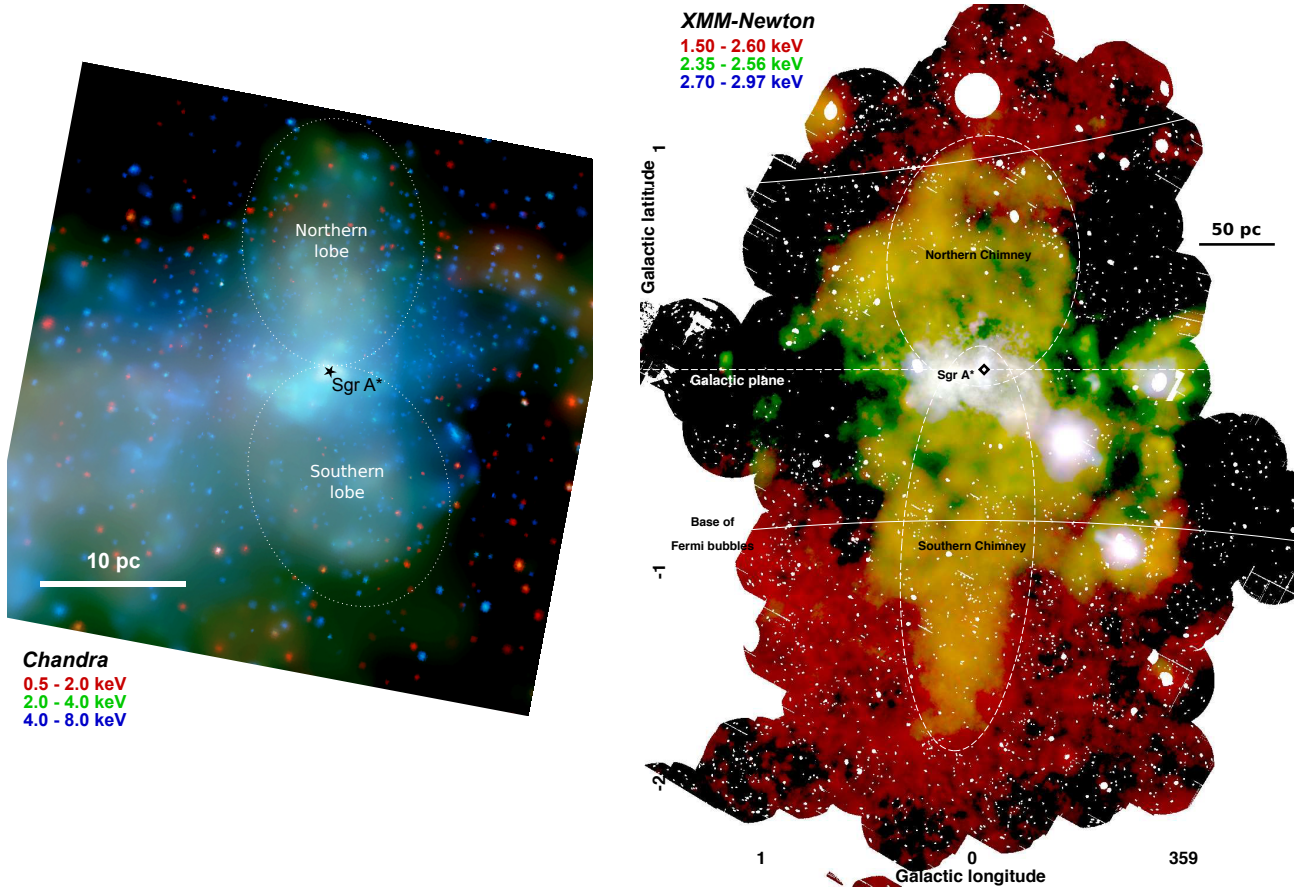 Northern
lobe
Sgr A*
Southern
lobe
10 pc
Chandra
0.5 - 2.0 keV
2.0 - 4.0 keV
4.0 - 8.0 keV
XMM-Newton
1.50 - 2.60 keV
2.35 - 2.56 keV
2.70 - 2.97 keV
1
Galactic latitude
50 pc
Northern Chimney
Sgr A*
Galactic plane
Base of
Fermi bubbles
Southern Chimney
-1
-2
1 0 359
Galactic longitude